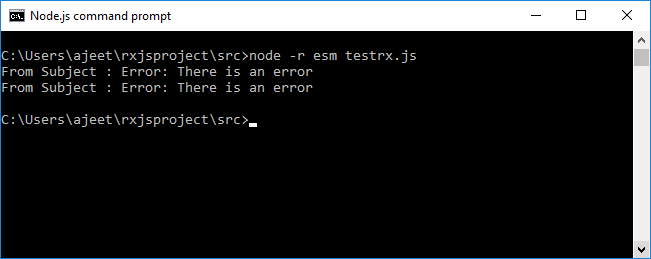 Node.js command prompt
C:\Users\ajeet\rxjsproject\src>node -r esm testrx.js
From Subject : Error: There is an error
From Subject : Error: There is an error
C:\Users\ajeet\rxjsproject\src>